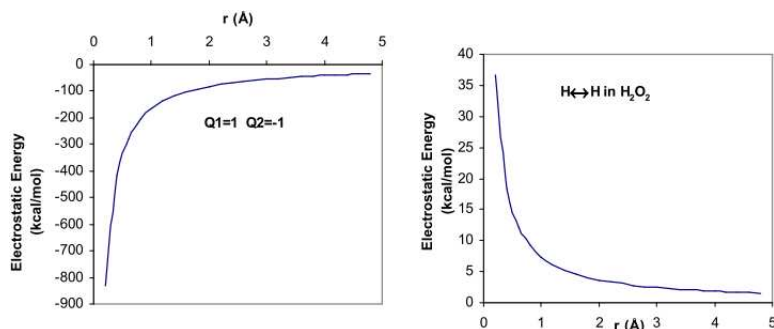 r (Å)
0 1 2 3 4 5
0
-100
-200
-300
-400
-500
-600
-700
-800
-900
Electrostatic Energy
(kcal/mol)
Q1=1 Q2=-1
40
35
30
25
20
15
10
5
0
Electrostatic Energy
(kcal/mol)
H↔H in H₂O₂
0 1 2 3 4 5
r (Å)